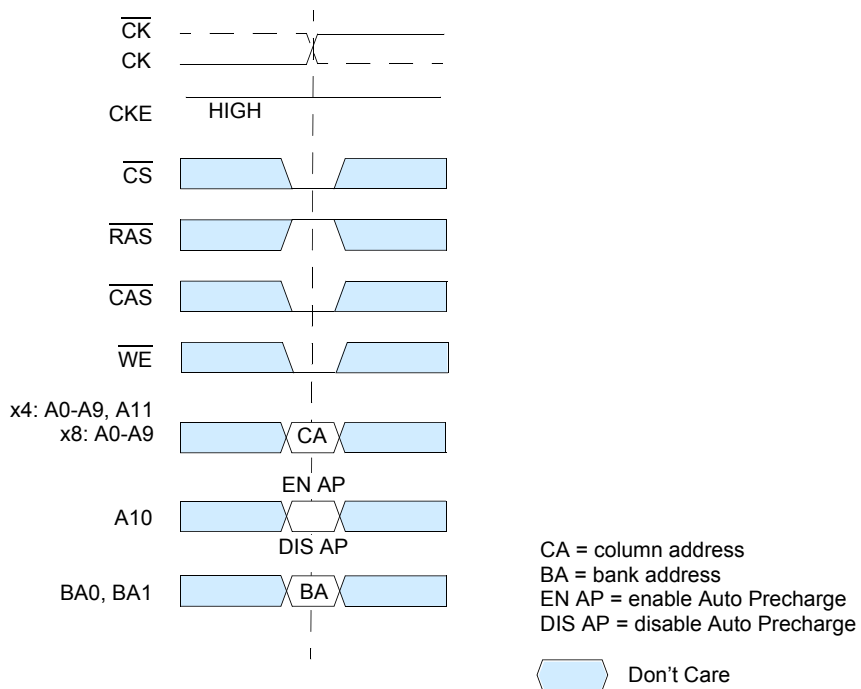 CK
CK
CKE
HIGH
CS
RAS
CAS
WE
x4: A0-A9, A11
x8: A0-A9
CA
EN AP
A10
DIS AP
BA0, BA1
BA
CA = column address
BA = bank address
EN AP = enable Auto Precharge
DIS AP = disable Auto Precharge
Don't Care